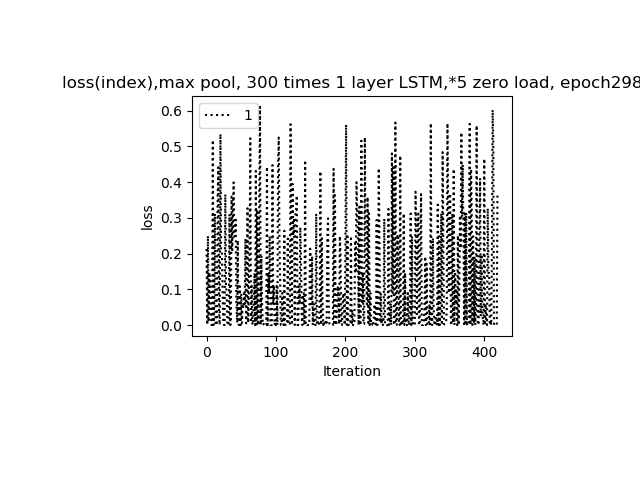 loss(index),max pool, 300 times 1 layer LSTM,*5 zero load, epoch298
0.6
0.5
0.4
0.3
0.2
0.1
0.0
loss
1
0 100 200 300 400
Iteration